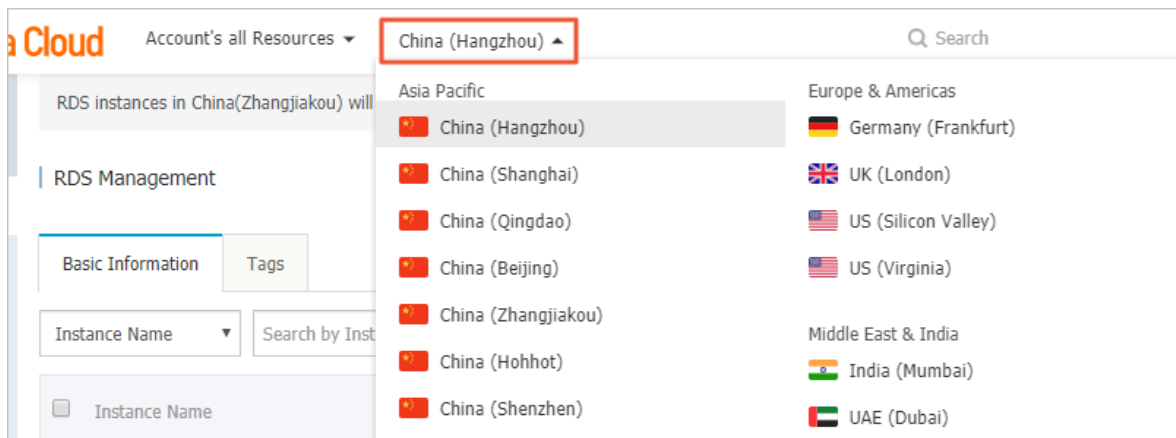 a Cloud
Account's all Resources
China (Hangzhou)
Search
RDS instances in China(Zhangjiakou) will
RDS Management
Basic Information
Tags
Instance Name
Search by Inst
Instance Name
Asia Pacific
China (Hangzhou)
China (Shanghai)
China (Qingdao)
China (Beijing)
China (Zhangjiakou)
China (Hohhot)
China (Shenzhen)
Europe & Americas
Germany (Frankfurt)
UK (London)
US (Silicon Valley)
US (Virginia)
Middle East & India
India (Mumbai)
UAE (Dubai)